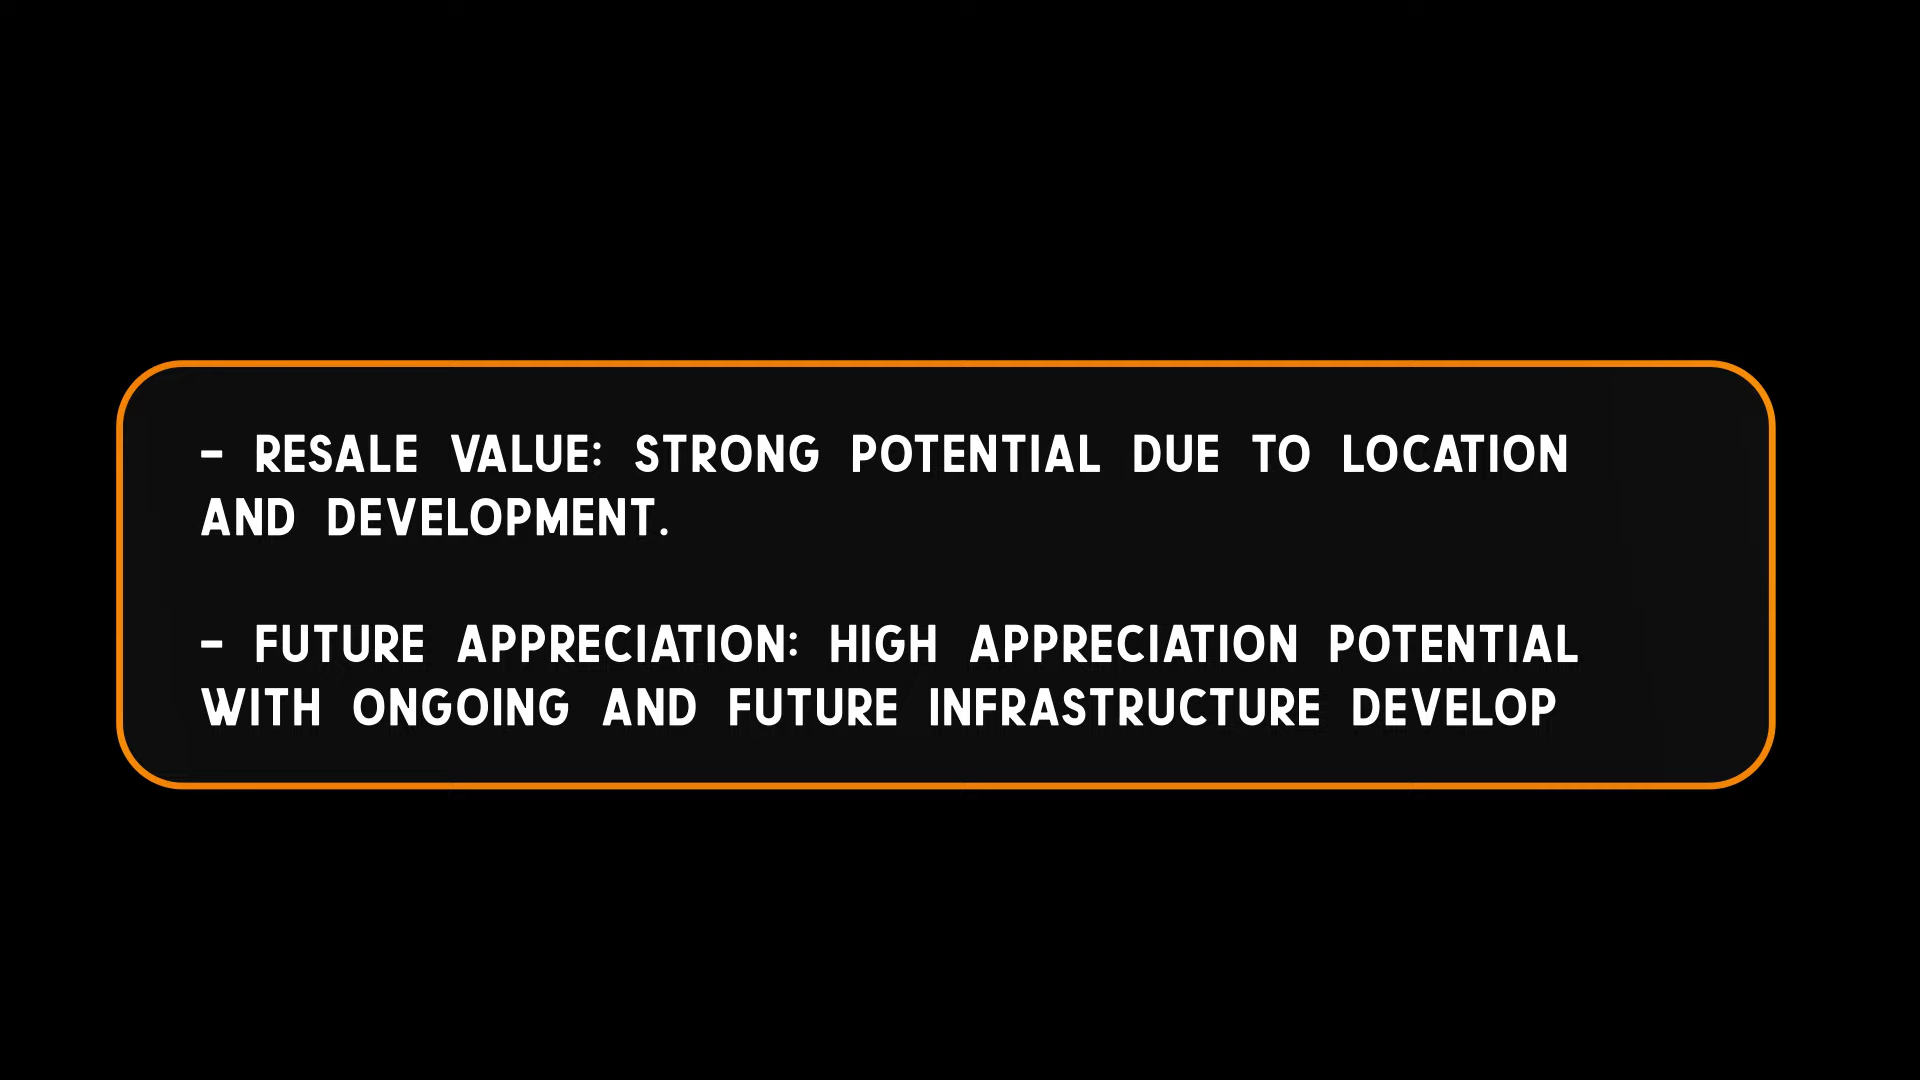 - RESALE VALUE: STRONG POTENTIAL DUE TO LOCATION
AND DEVELOPMENT.
- FUTURE APPRECIATION: HIGH APPRECIATION POTENTIAL
WITH ONGOING AND FUTURE INFRASTRUCTURE DEVELOP